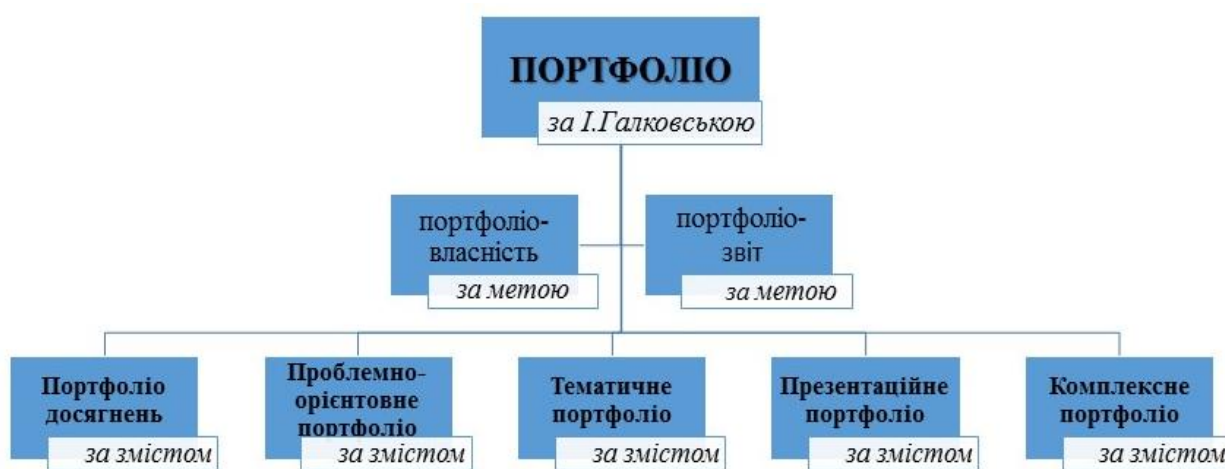 ПОРТФОЛІО
за І.Галковською
портфоліо-
власність
за метою
портфоліо-
звіт
за метою
Портфоліо
досягнень
за змістом
Проблемно-
орієнтовне
портфоліо
за змістом
Тематичне
портфоліо
за змістом
Презентаційне
портфоліо
за змістом
Комплексне
портфоліо
за змістом